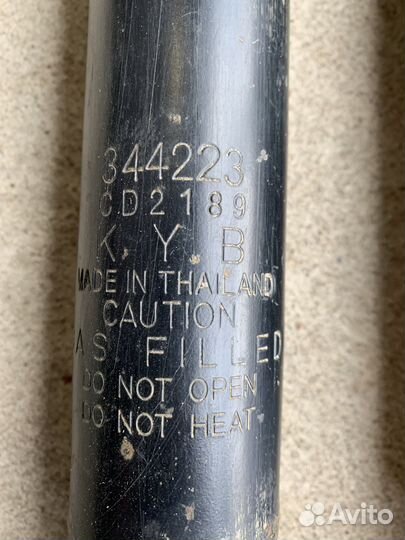 344223
CD2189
K Y B
MADE IN THAILAND
CAUTION
AS FILLED
DO NOT OPEN
DO NOT HEAT
Avito